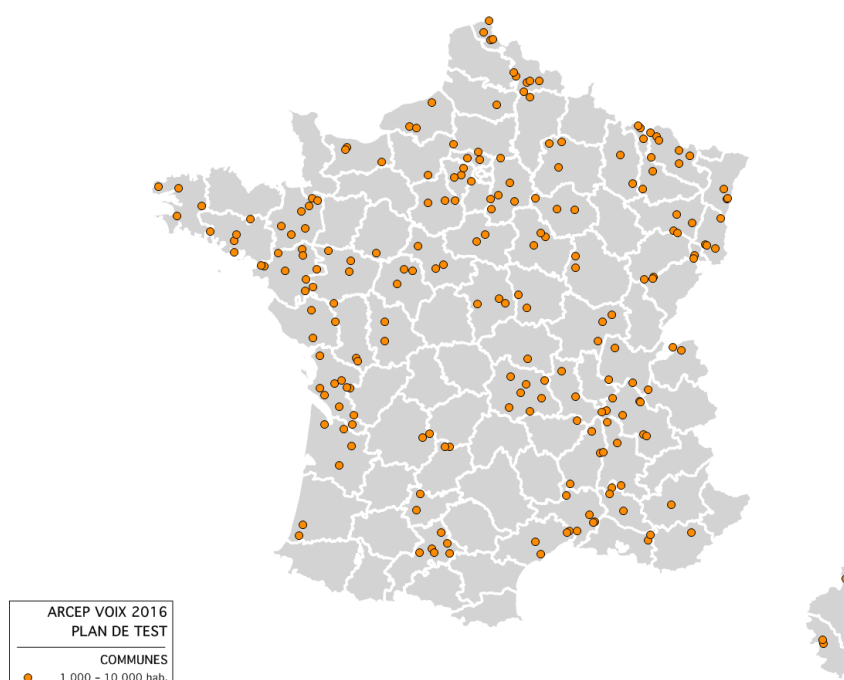 ARCEP VOIX 2016
PLAN DE TEST
COMMUNES
1 000 – 10 000 hab.